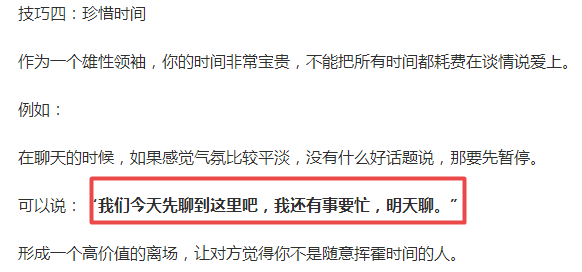 技巧四：珍惜时间
作为一个雄性领袖，你的时间非常宝贵，不能把所有时间都耗费在谈情说爱上。
例如：
在聊天的时候，如果感觉气氛比较平淡，没有什么好话题说，那要先暂停。
可以说：“我们今天先聊到这里吧，我还有事要忙，明天聊。”
形成一个高价值的离场，让对方觉得你不是随意挥霍时间的人。